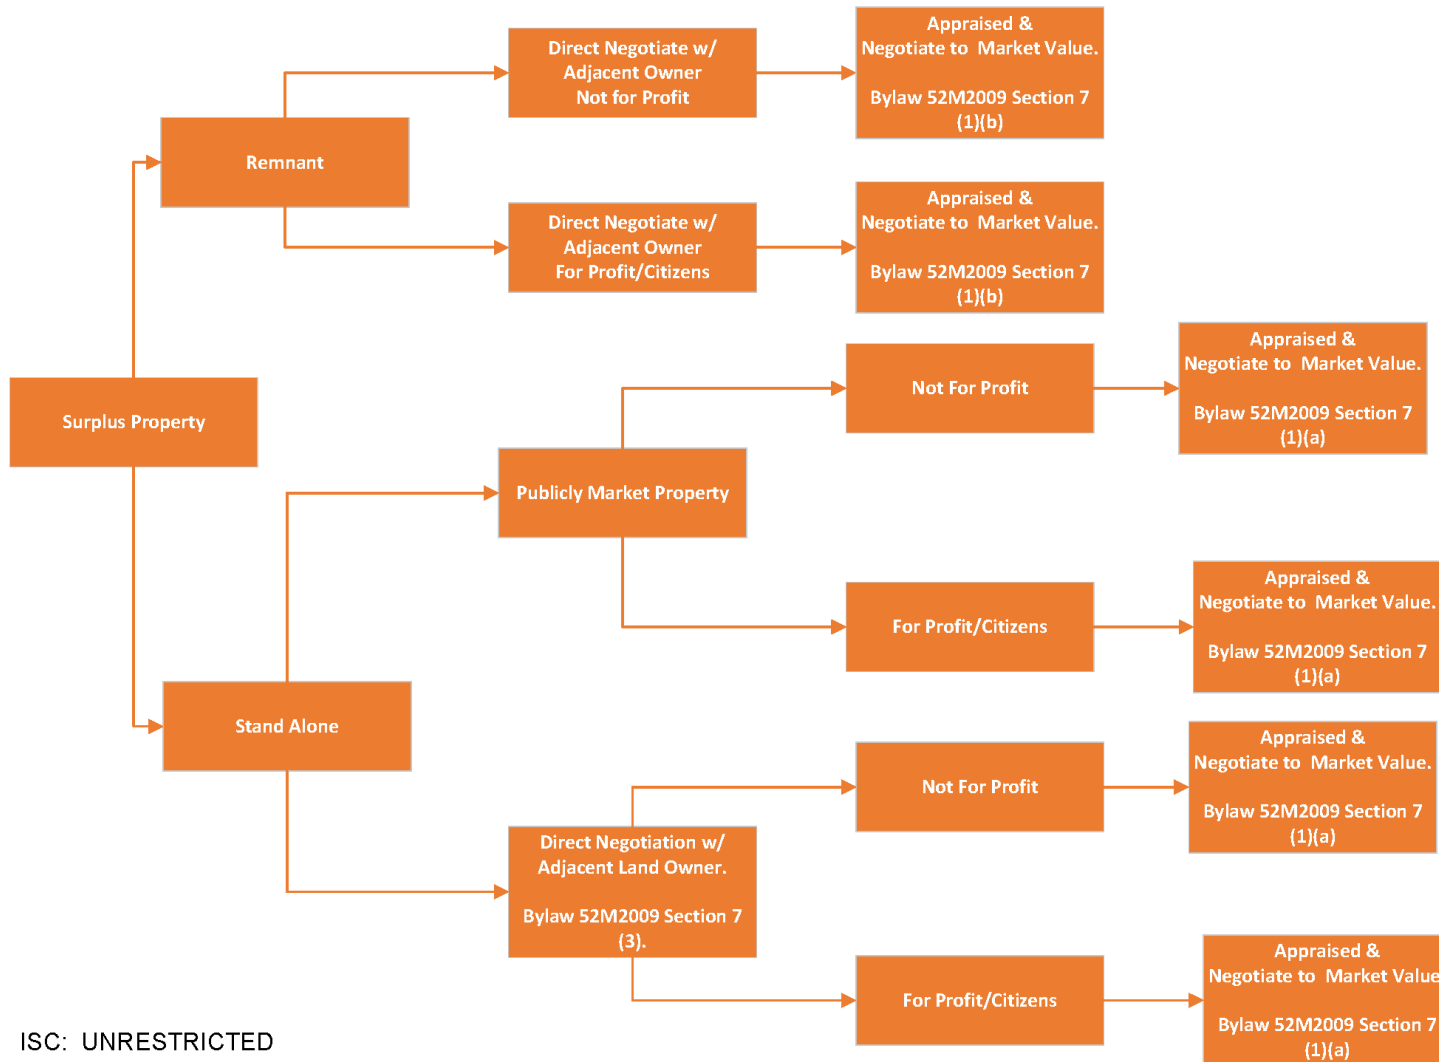 Surplus Property
Remnant
Direct Negotiate w/
Adjacent Owner
Not for Profit
Appraised &
Negotiate to  Market Value.
Bylaw 52M2009 Section 7
(1)(b)
Direct Negotiate w/
Adjacent Owner
For Profit/Citizens
Appraised &
Negotiate to  Market Value.
Bylaw 52M2009 Section 7
(1)(b)
Stand Alone
Publicly Market Property
Not For Profit
Appraised &
Negotiate to  Market Value.
Bylaw 52M2009 Section 7
(1)(a)
For Profit/Citizens
Appraised &
Negotiate to  Market Value.
Bylaw 52M2009 Section 7
(1)(a)
Direct Negotiation w/
Adjacent Land Owner.
Bylaw 52M2009 Section 7
(3).
Not For Profit
Appraised &
Negotiate to  Market Value.
Bylaw 52M2009 Section 7
(1)(a)
For Profit/Citizens
Appraised &
Negotiate to  Market Value
Bylaw 52M2009 Section 7
(1)(a)
ISC:  UNRESTRICTED